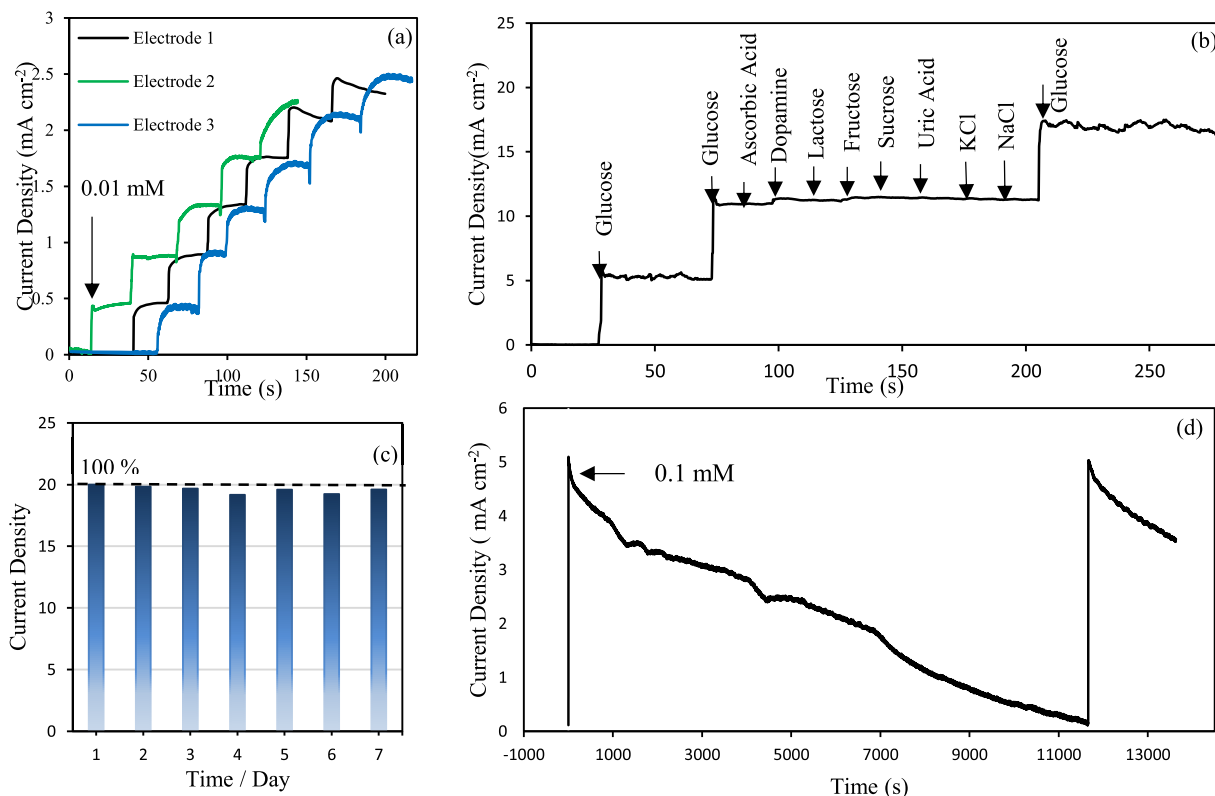 (a)
Current Density (mA cm-2)
3
2.5
2
1.5
1
0.5
0
Electrode 1
Electrode 2
Electrode 3
0.01 mM
0 50 100 150 200
Time (s)
(b)
Current Density(mA cm-2)
25
20
15
10
5
0
Glucose
Glucose
Ascorbic Acid
Dopamine
Lactose
Fructose
Sucrose
Uric Acid
KCl
NaCl
Glucose
0 50 100 150 200 250
Time (s)
(c)
Current Density
25
20
15
10
5
0
100 %
1 2 3 4 5 6 7
Time / Day
(d)
Current Density ( mA cm-2)
6
5
4
3
2
1
0
0.1 mM
-1000 1000 3000 5000 7000 9000 11000 13000
Time (s)